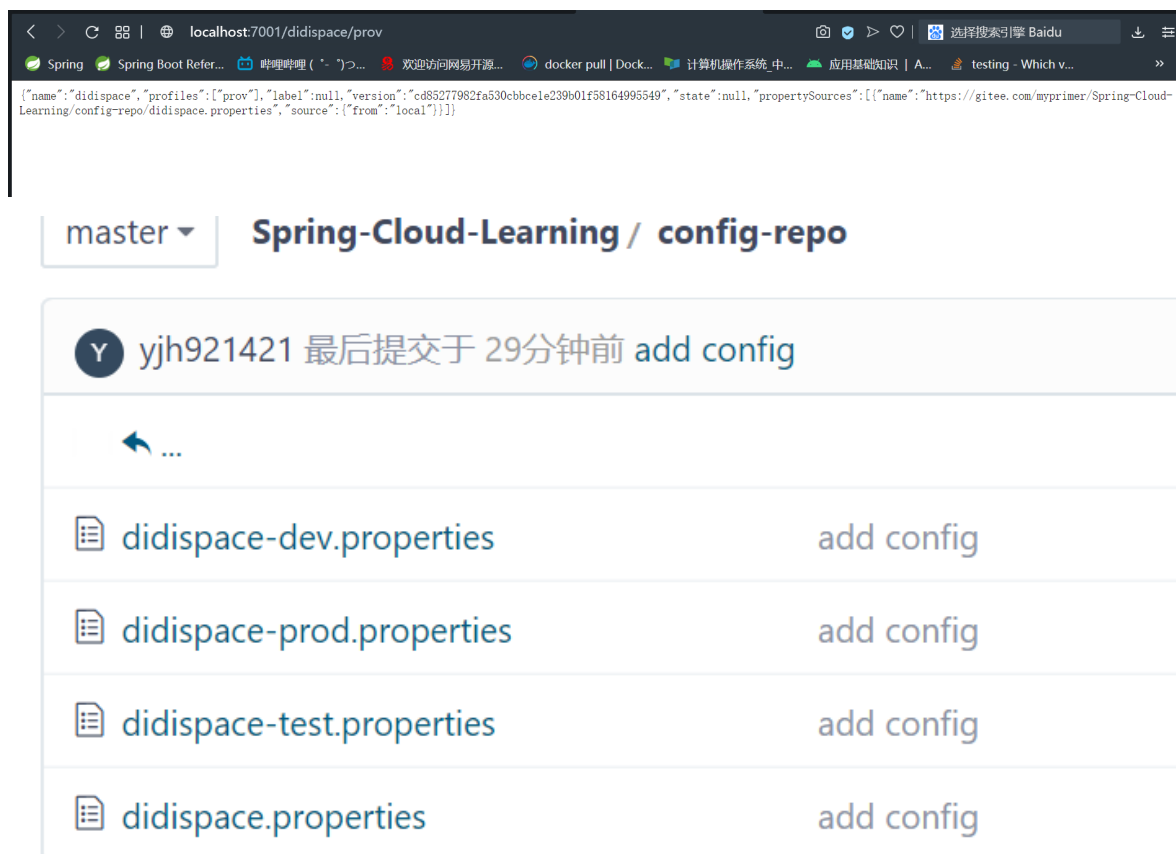 localhost:7001/didispace/prov 选择搜索引擎 Baidu
Spring Spring Boot Refer... 哔哩哔哩 ( ゜- ゜)つ... 欢迎访问网易开源... docker pull | Dock... 计算机操作系统_中... 应用基础知识 | A... testing - Which v... »
{"name":"didispace","profiles":["prov"],"label":null,"version":"cd85277982fa530cbbce1e239b01f58164995549","state":null,"propertySources":[{"name":"https://gitee.com/myprimer/Spring-Cloud-
Learning/config-repo/didispace.properties","source":{"from":"local"}}]}
master Spring-Cloud-Learning / config-repo
Y yjh921421 最后提交于 29分钟前 add config
...
didispace-dev.properties add config
didispace-prod.properties add config
didispace-test.properties add config
didispace.properties add config